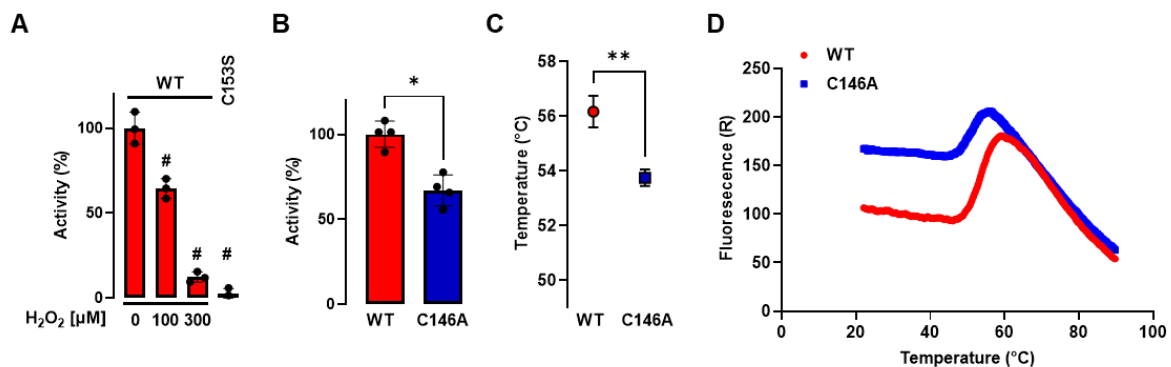 A
WT
C153S
Activity (%)
100
50
0
#
#
#
H₂O₂ [µM]
0 100 300
B
Activity (%)
100
50
0
*
WT C146A
C
Temperature (°C)
58
56
54
52
50
**
WT C146A
D
WT
C146A
Fluoresecence (R)
250
200
150
100
50
0
0 20 40 60 80 100
Temperature (°C)